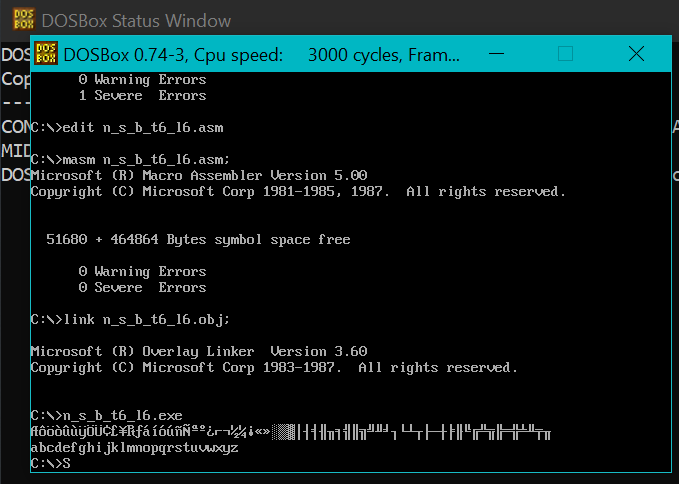 DOSBox Status Window
DOSBox 0.74-3, Cpu speed: 3000 cycles, Fram...
DOS
Cop
---
CON
MID
DOS
0 Warning Errors
1 Severe Errors
C:\>edit n_s_b_t6_l6.asm
C:\>masm n_s_b_t6_l6.asm;
Microsoft (R) Macro Assembler Version 5.00
Copyright (C) Microsoft Corp 1981-1985, 1987. All rights reserved.
51680 + 464864 Bytes symbol space free
0 Warning Errors
0 Severe Errors
C:\>link n_s_b_t6_l6.obj;
Microsoft (R) Overlay Linker Version 3.60
Copyright (C) Microsoft Corp 1983-1987. All rights reserved.
C:\>n_s_b_t6_l6.exe
ÆôöòûùÿÖÜ¢£¥₧ƒáíóúñÑªº¿⌐¬½¼¡«»░▒▓│┤╡╢╖╕╣║╗╝╜╛┐└┴┬├─┼╞╟╚╔╩╦╠═╬╧╨╤╥
abcdefghijklmnopqrstuvwxyz
C:\>S